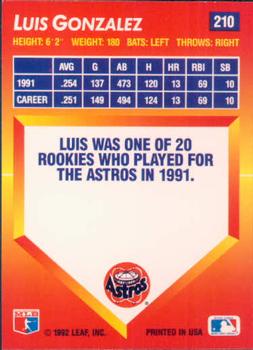 LUIS GONZALEZ 210
HEIGHT: 6'2" WEIGHT: 180 BATS: LEFT THROWS: RIGHT
AVG G AB H HR RBI SB
1991 .254 137 473 120 13 69 10
CAREER .251 149 494 124 13 69 10
LUIS WAS ONE OF 20
ROOKIES WHO PLAYED FOR
THE ASTROS IN 1991.
Astros
MLB
© 1992 LEAF, INC. PRINTED IN USA